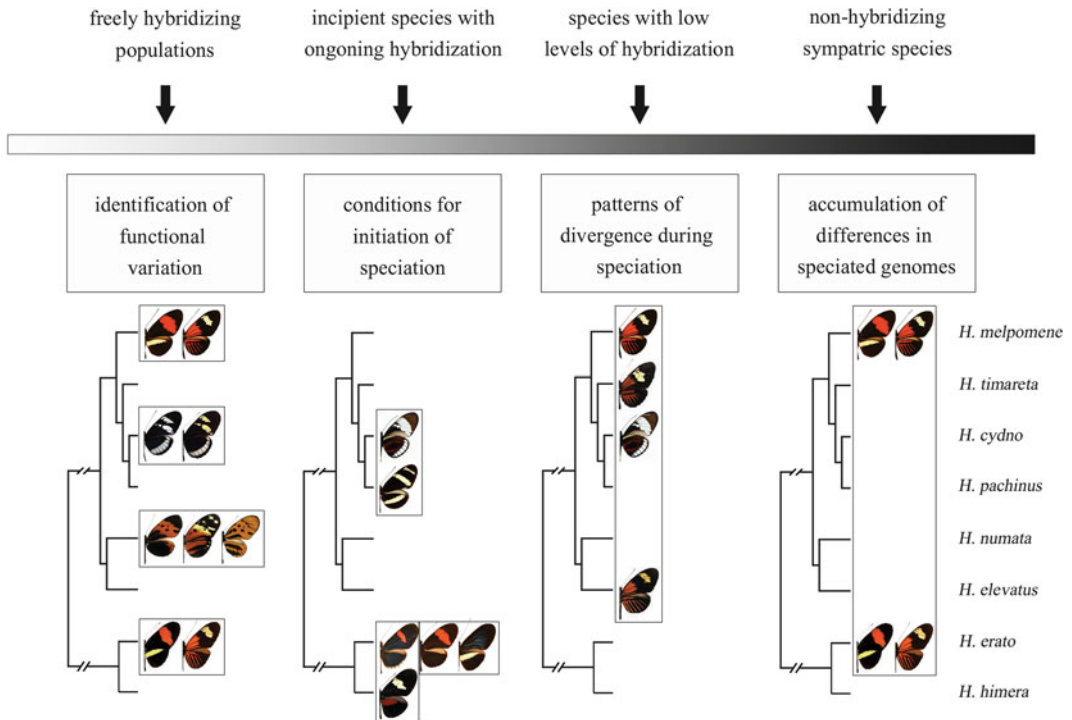 freely hybridizing
populations
incipient species with
ongoing hybridization
species with low
levels of hybridization
non-hybridizing
sympatric species
identification of
functional
variation
conditions for
initiation of
speciation
patterns of
divergence during
speciation
accumulation of
differences in
speciated genomes
H. melpomene
H. timareta
H. cydno
H. pachinus
H. numata
H. elevatus
H. erato
H. himera